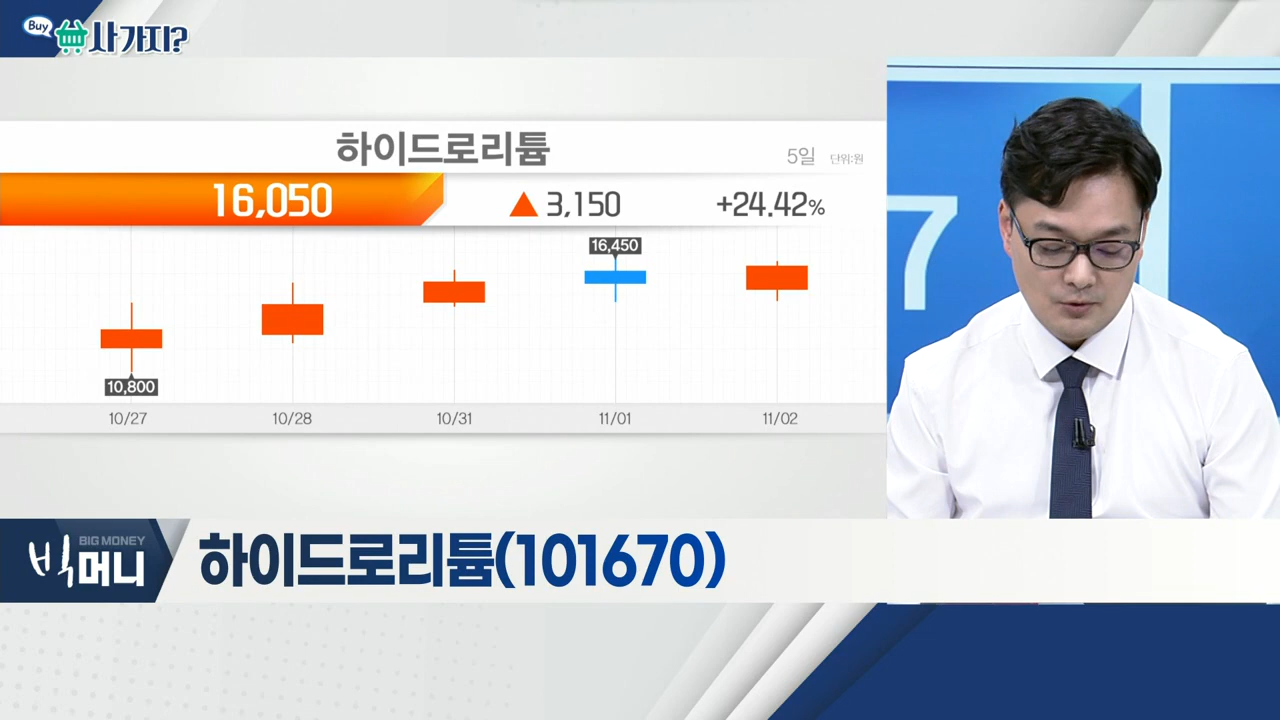 Buy
사가지?
하이드로리튬
5일 단위:원
16,050 ▲ 3,150 +24.42%
16,450
10,800
10/27 10/28 10/31 11/01 11/02
7
BIG MONEY
빅머니
하이드로리튬(101670)